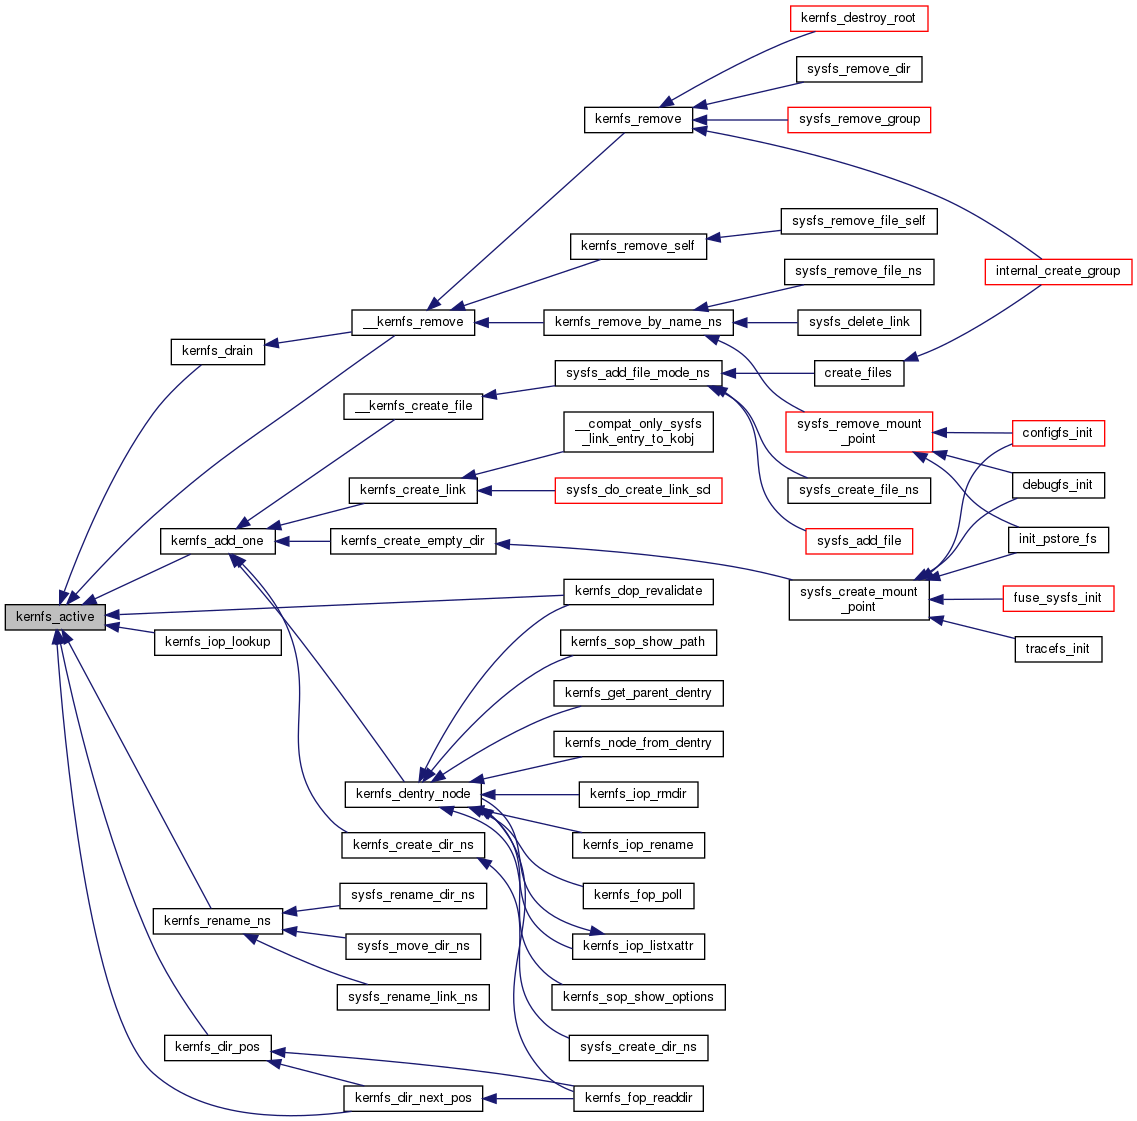 kernfs_destroy_root
sysfs_remove_dir
kernfs_remove
sysfs_remove_group
sysfs_remove_file_self
kernfs_remove_self
sysfs_remove_file_ns
internal_create_group
__kernfs_remove
kernfs_remove_by_name_ns
sysfs_delete_link
kernfs_drain
sysfs_add_file_mode_ns
create_files
__kernfs_create_file
__compat_only_sysfs
_link_entry_to_kobj
sysfs_remove_mount
_point
configfs_init
kernfs_create_link
sysfs_do_create_link_sd
sysfs_create_file_ns
debugfs_init
kernfs_add_one
kernfs_create_empty_dir
sysfs_add_file
init_pstore_fs
kernfs_dop_revalidate
sysfs_create_mount
_point
fuse_sysfs_init
kernfs_active
kernfs_iop_lookup
kernfs_sop_show_path
tracefs_init
kernfs_get_parent_dentry
kernfs_node_from_dentry
kernfs_dentry_node
kernfs_iop_rmdir
kernfs_create_dir_ns
kernfs_iop_rename
sysfs_rename_dir_ns
kernfs_fop_poll
kernfs_rename_ns
sysfs_move_dir_ns
kernfs_iop_listxattr
sysfs_rename_link_ns
kernfs_sop_show_options
kernfs_dir_pos
sysfs_create_dir_ns
kernfs_dir_next_pos
kernfs_fop_readdir